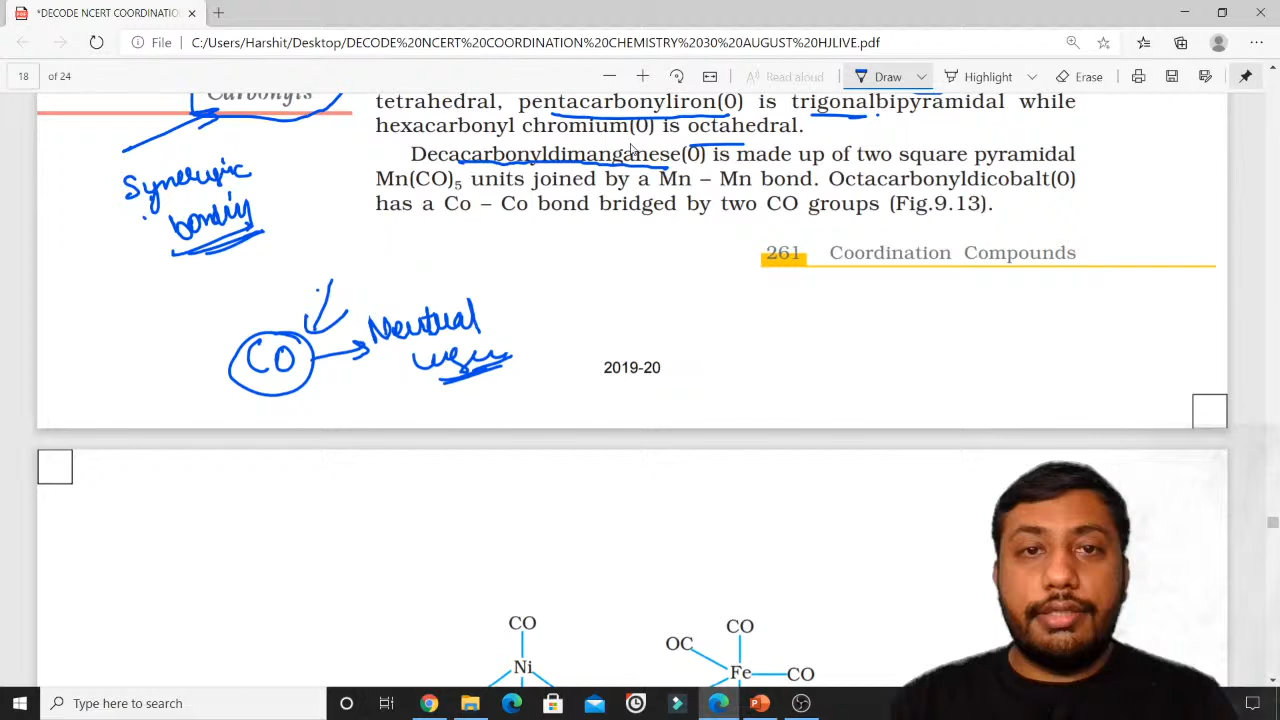 *DECODE NCERT COORDINATION
File C:/Users/Harshit/Desktop/DECODE%20NCERT%20COORDINATION%20CHEMISTRY%2030%20AUGUST%20HJLIVE.pdf
18 of 24 Read aloud Draw Highlight Erase
Carbonyls
tetrahedral, pentacarbonyliron(0) is trigonalbipyramidal while
hexacarbonyl chromium(0) is octahedral.
Decacarbonyldimanganese(0) is made up of two square pyramidal
Mn(CO)₅ units joined by a Mn – Mn bond. Octacarbonyldicobalt(0)
has a Co – Co bond bridged by two CO groups (Fig.9.13).
bonding
261 Coordination Compounds
CO Neutral
2019-20
CO
Ni
CO
OC
Fe CO
Type here to search